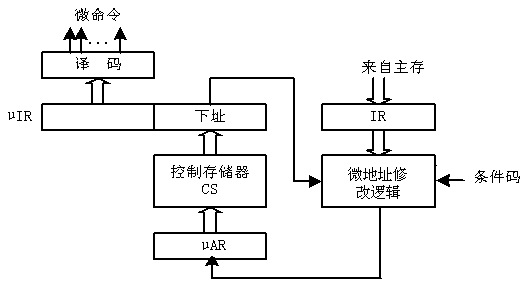 微命令
...
译 码
来自主存
μIR
下址
IR
控制存储器
CS
微地址修
改逻辑
条件码
μAR